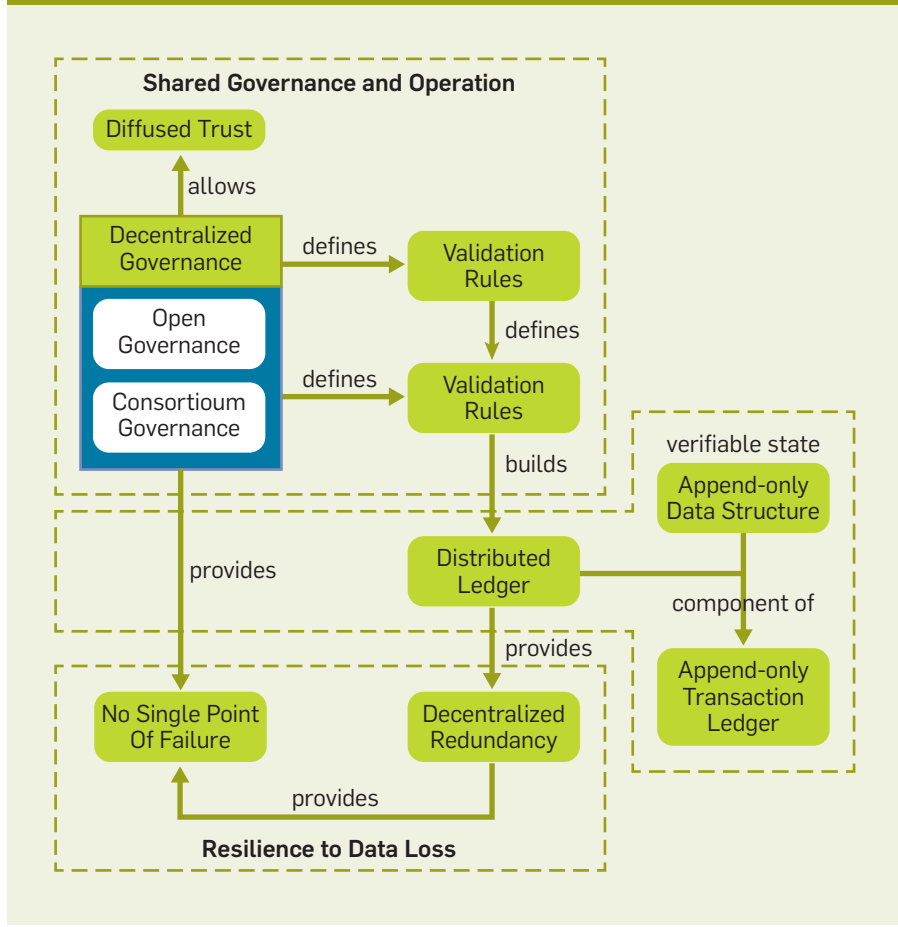 Shared Governance and Operation
Diffused Trust
allows
Decentralized
Governance
defines
Validation
Rules
defines
Open
Governance
Consortioum
Governance
defines
Validation
Rules
builds
verifiable state
Append-only
Data Structure
provides
Distributed
Ledger
component of
provides
Append-only
Transaction
Ledger
No Single Point
Of Failure
Decentralized
Redundancy
provides
Resilience to Data Loss